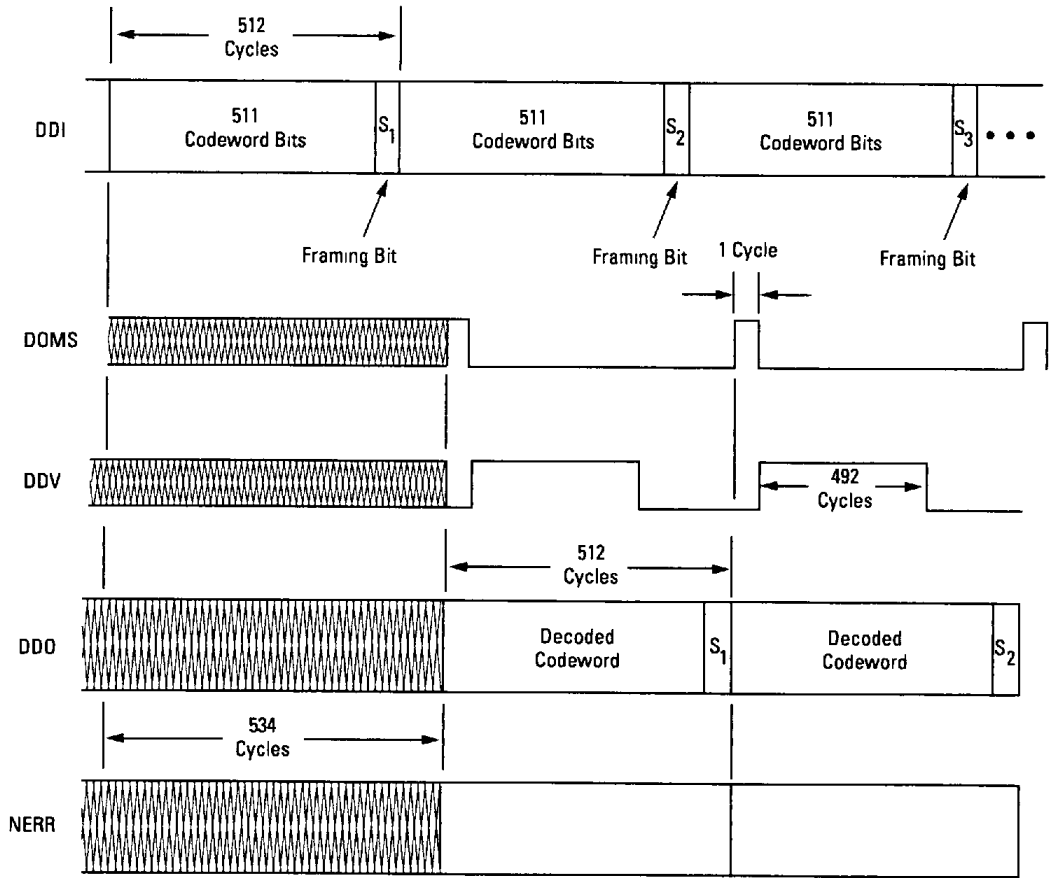 512
Cycles
DDI
511
Codeword Bits
S1
511
Codeword Bits
S2
511
Codeword Bits
S3
• • •
Framing Bit
Framing Bit
Framing Bit
1 Cycle
DOMS
DDV
492
Cycles
512
Cycles
DDO
Decoded
Codeword
S1
Decoded
Codeword
S2
534
Cycles
NERR